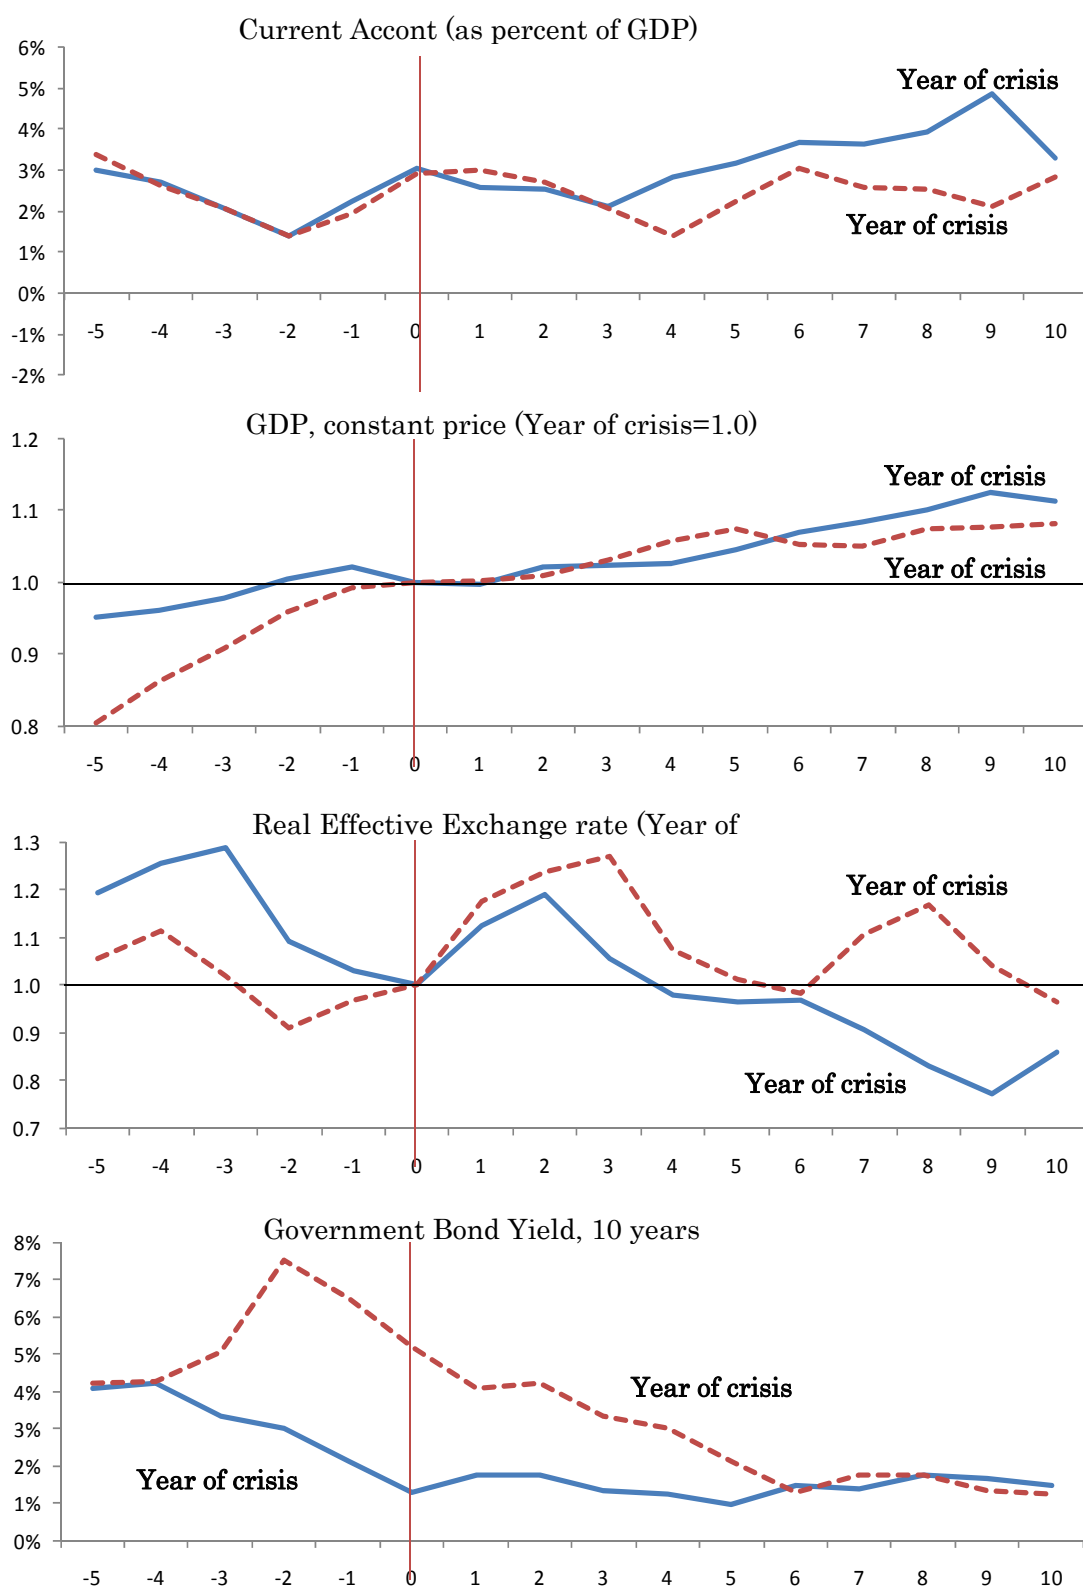 Current Accont (as percent of GDP)
6%
5%
4%
3%
2%
1%
0%
-1%
-2%
Year of crisis
Year of crisis
-5 -4 -3 -2 -1 0 1 2 3 4 5 6 7 8 9 10
GDP, constant price (Year of crisis=1.0)
1.2
1.1
1.0
0.9
0.8
Year of crisis
Year of crisis
-5 -4 -3 -2 -1 0 1 2 3 4 5 6 7 8 9 10
Real Effective Exchange rate (Year of
1.3
1.2
1.1
1.0
0.9
0.8
0.7
Year of crisis
Year of crisis
-5 -4 -3 -2 -1 0 1 2 3 4 5 6 7 8 9 10
Government Bond Yield, 10 years
8%
7%
6%
5%
4%
3%
2%
1%
0%
Year of crisis
Year of crisis
-5 -4 -3 -2 -1 0 1 2 3 4 5 6 7 8 9 10